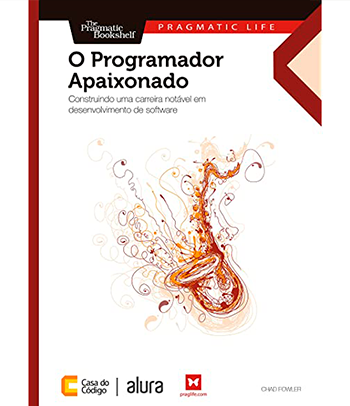 The
Pragmatic
Bookshelf
PRAGMATIC LIFE
O Programador
Apaixonado
Construindo uma carreira notável em
desenvolvimento de software
Casa do
Código
alura
praglife.com
CHAD FOWLER